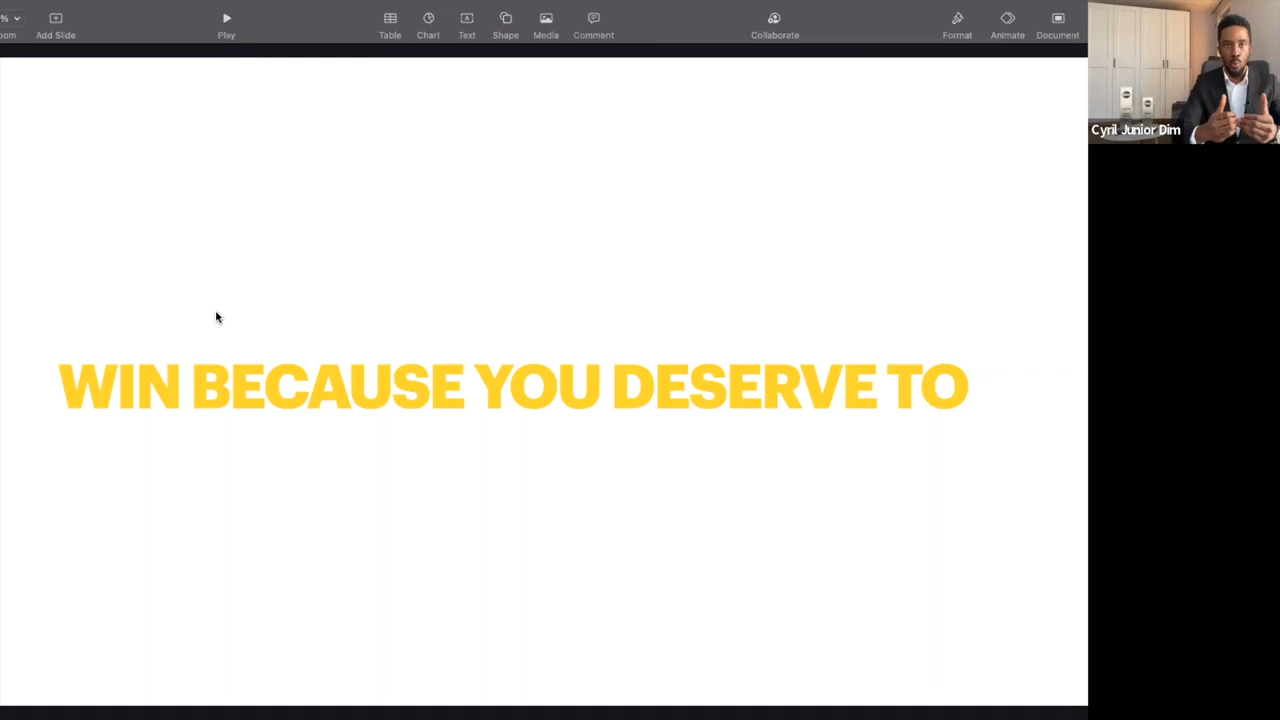 %
Add Slide
Play
Table
Chart
Text
Shape
Media
Comment
Collaborate
Format
Animate
Document
Cyril Junior Dim
WIN BECAUSE YOU DESERVE TO